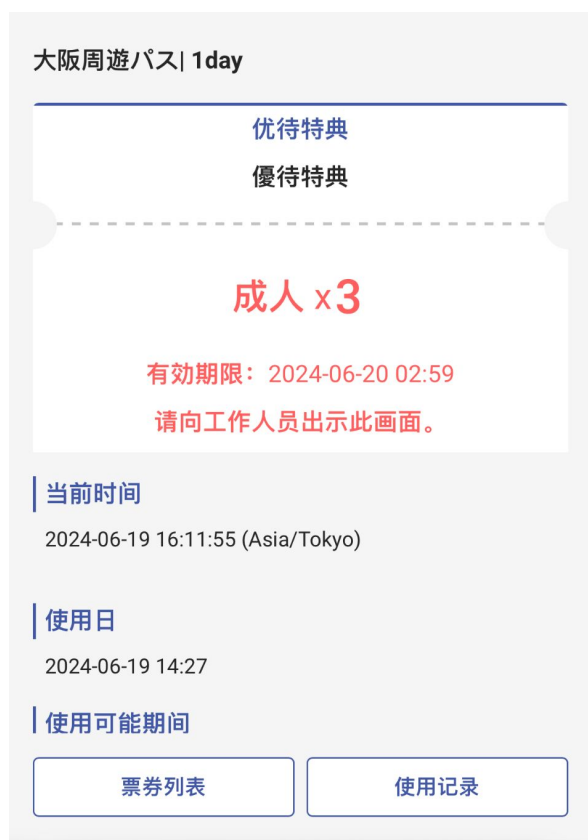 大阪周遊パス| 1day
优待特典
優待特典
成人 x3
有効期限：2024-06-20 02:59
请向工作人员出示此画面。
当前时间
2024-06-19 16:11:55 (Asia/Tokyo)
使用日
2024-06-19 14:27
使用可能期间
票券列表
使用记录